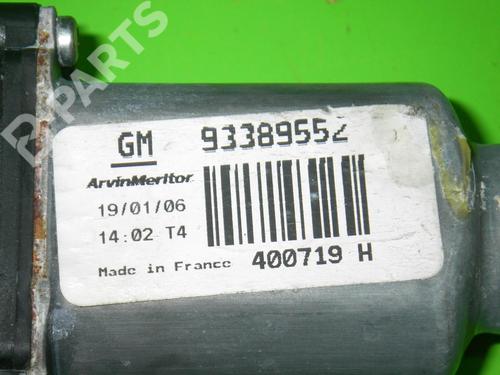 B-PARTS
GM 93389552
ArvinMeritor
19/01/06
14:02 T4
Made in France 400719 H